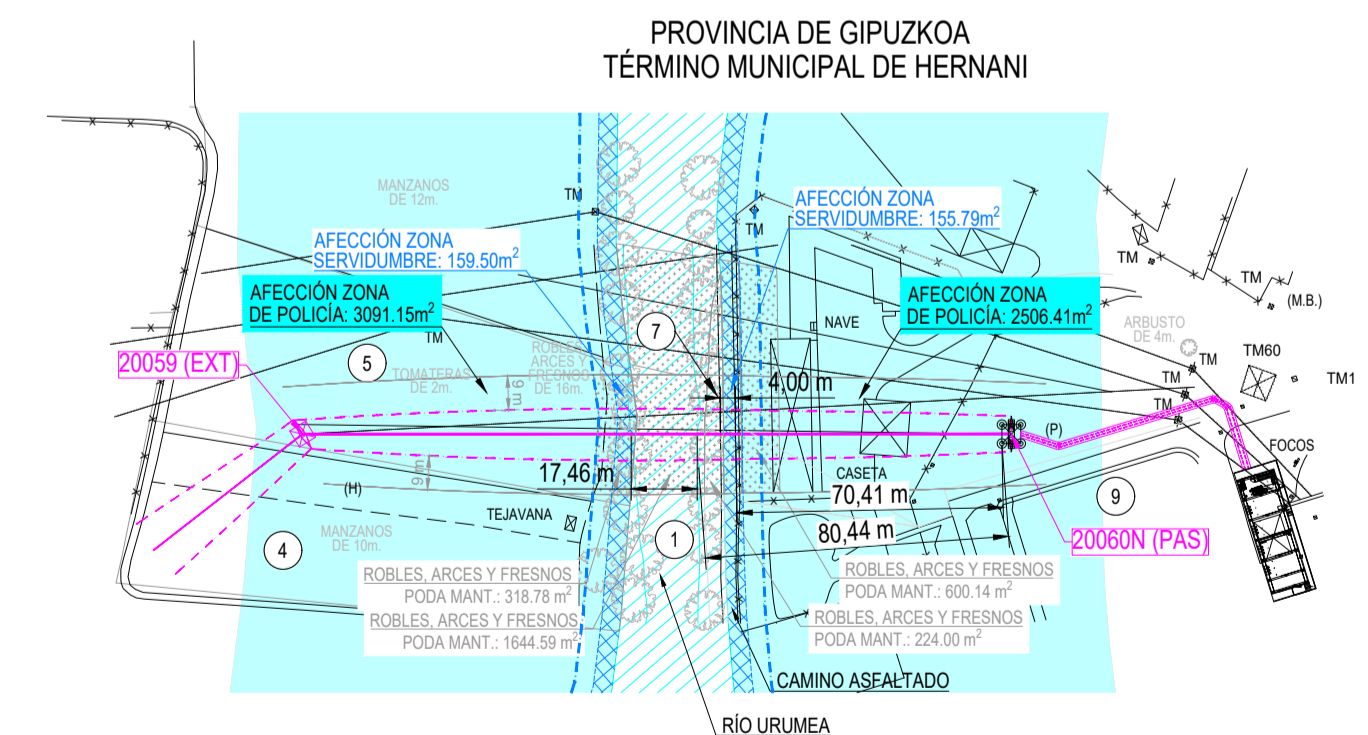 PROVINCIA DE GIPUZKOA
TÉRMINO MUNICIPAL DE HERNANI
MANZANOS
DE 12m.
TM
AFECCIÓN ZONA
SERVIDUMBRE: 155.79m²
TM
AFECCIÓN ZONA
SERVIDUMBRE: 159.50m²
TM
TM
(M.B.)
AFECCIÓN ZONA
DE POLICÍA: 3091.15m²
AFECCIÓN ZONA
DE POLICÍA: 2506.41m²
TM
7
NAVE
ARBUSTO
DE 4m.
20059 (EXT)
5
TOMATERAS
DE 2m.
ROBLES,
ARCES Y
FRESNOS
DE 16m.
4,00 m
TM
TM60
TM
TM1
9 m
TM
(P)
FOCOS
17,46 m
9m
CASETA
70,41 m
(H)
TEJAVANA
9
80,44 m
20060N (PAS)
MANZANOS
DE 10m.
4
1
ROBLES, ARCES Y FRESNOS
PODA MANT.: 318.78 m²
ROBLES, ARCES Y FRESNOS
PODA MANT.: 600.14 m²
ROBLES, ARCES Y FRESNOS
PODA MANT.: 1644.59 m²
ROBLES, ARCES Y FRESNOS
PODA MANT.: 224.00 m²
CAMINO ASFALTADO
RÍO URUMEA